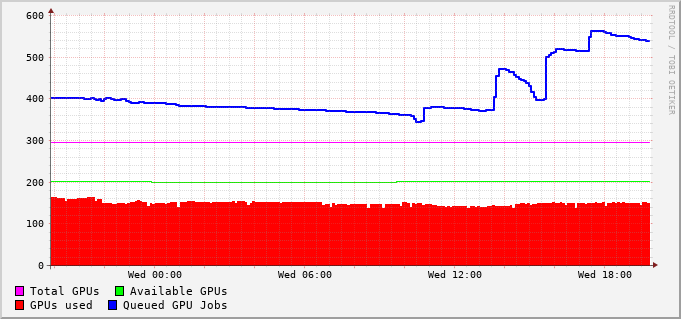 600
500
400
300
200
100
0
Wed 00:00 Wed 06:00 Wed 12:00 Wed 18:00
Total GPUs Available GPUs
GPUs used Queued GPU Jobs
RRDTOOL / TOBI OETIKER